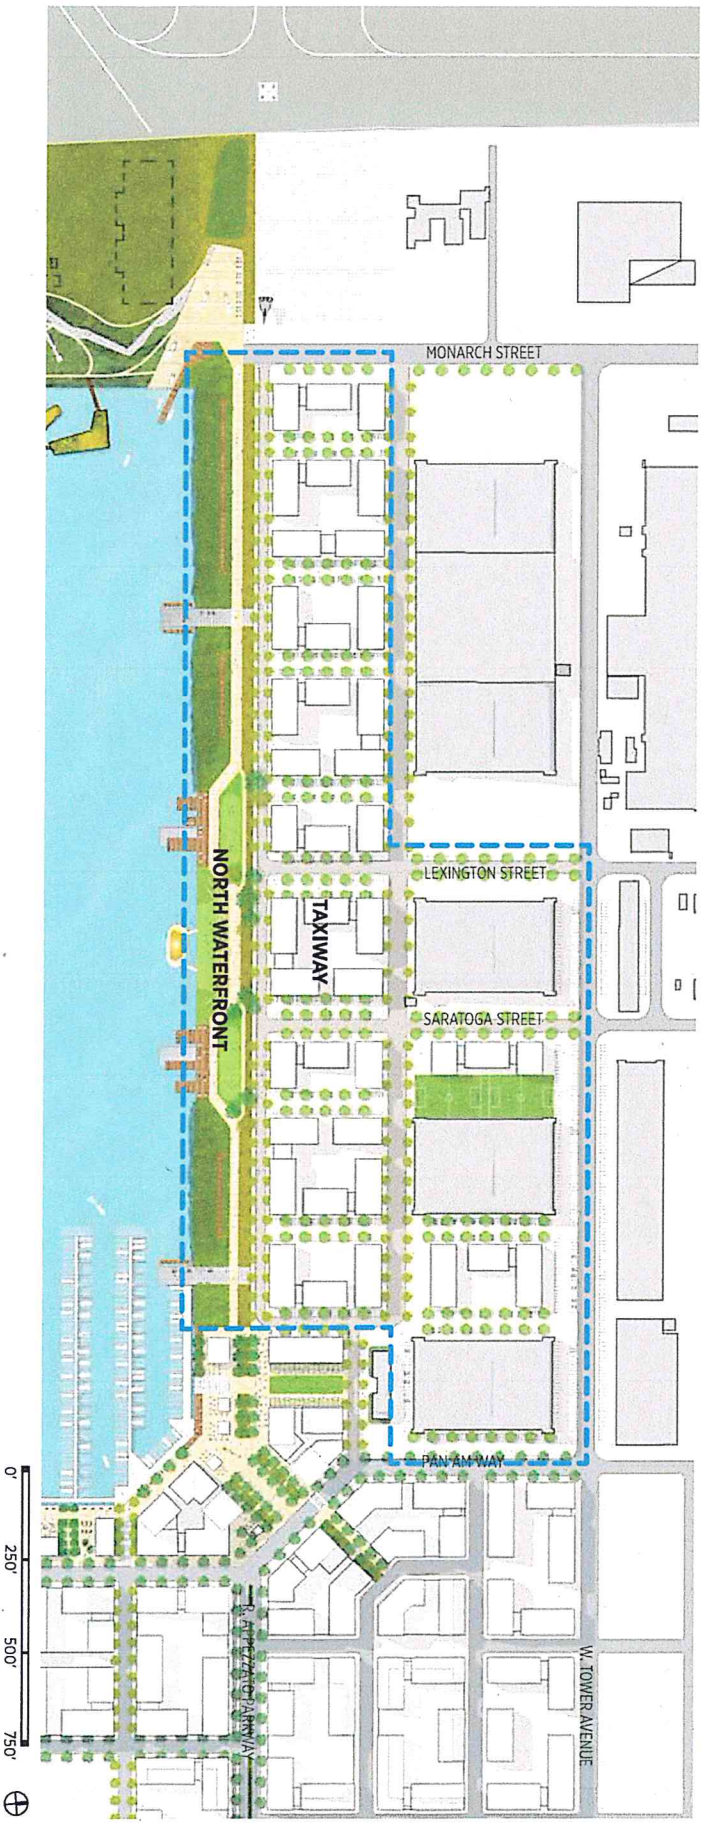 MONARCH STREET
LEXINGTON STREET
TAXIWAY
NORTH WATERFRONT
SARATOGA STREET
PAN AM WAY
W. TOWER AVENUE
R. APPEZZATO PARKWAY
0'
250'
500'
750'